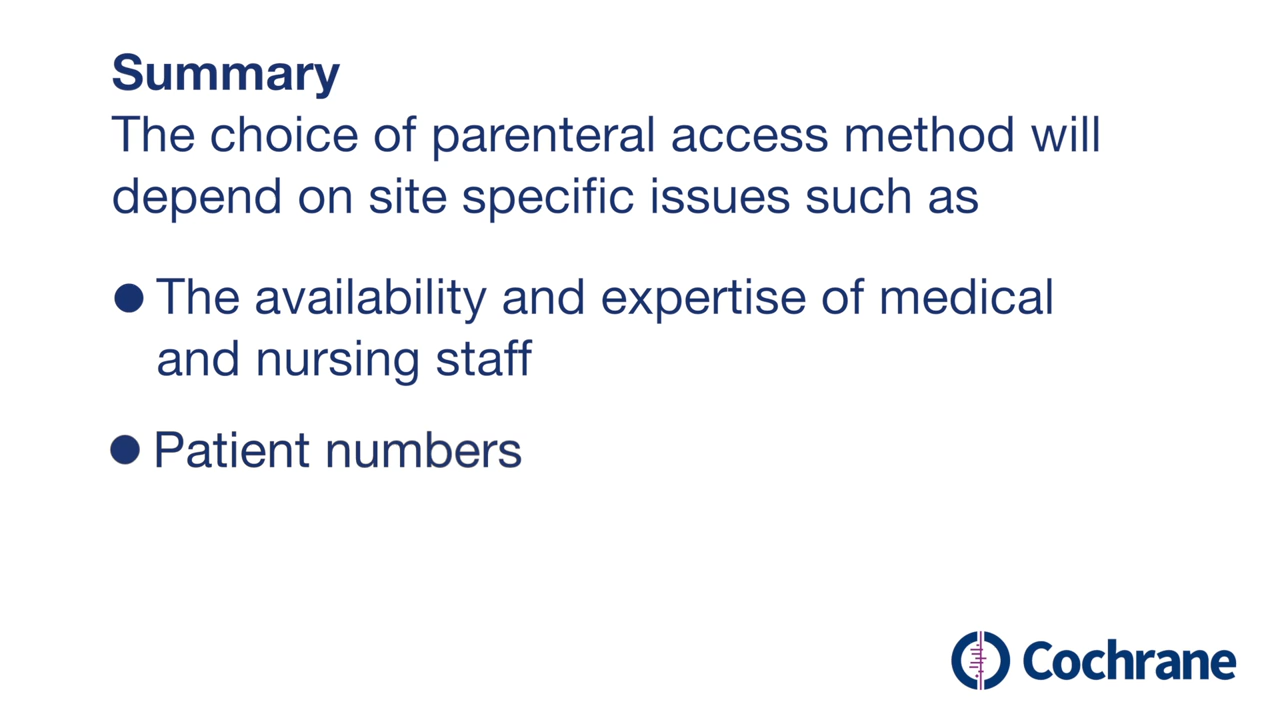 Summary
The choice of parenteral access method will
depend on site specific issues such as
● The availability and expertise of medical
and nursing staff
● Patient numbers
Cochrane